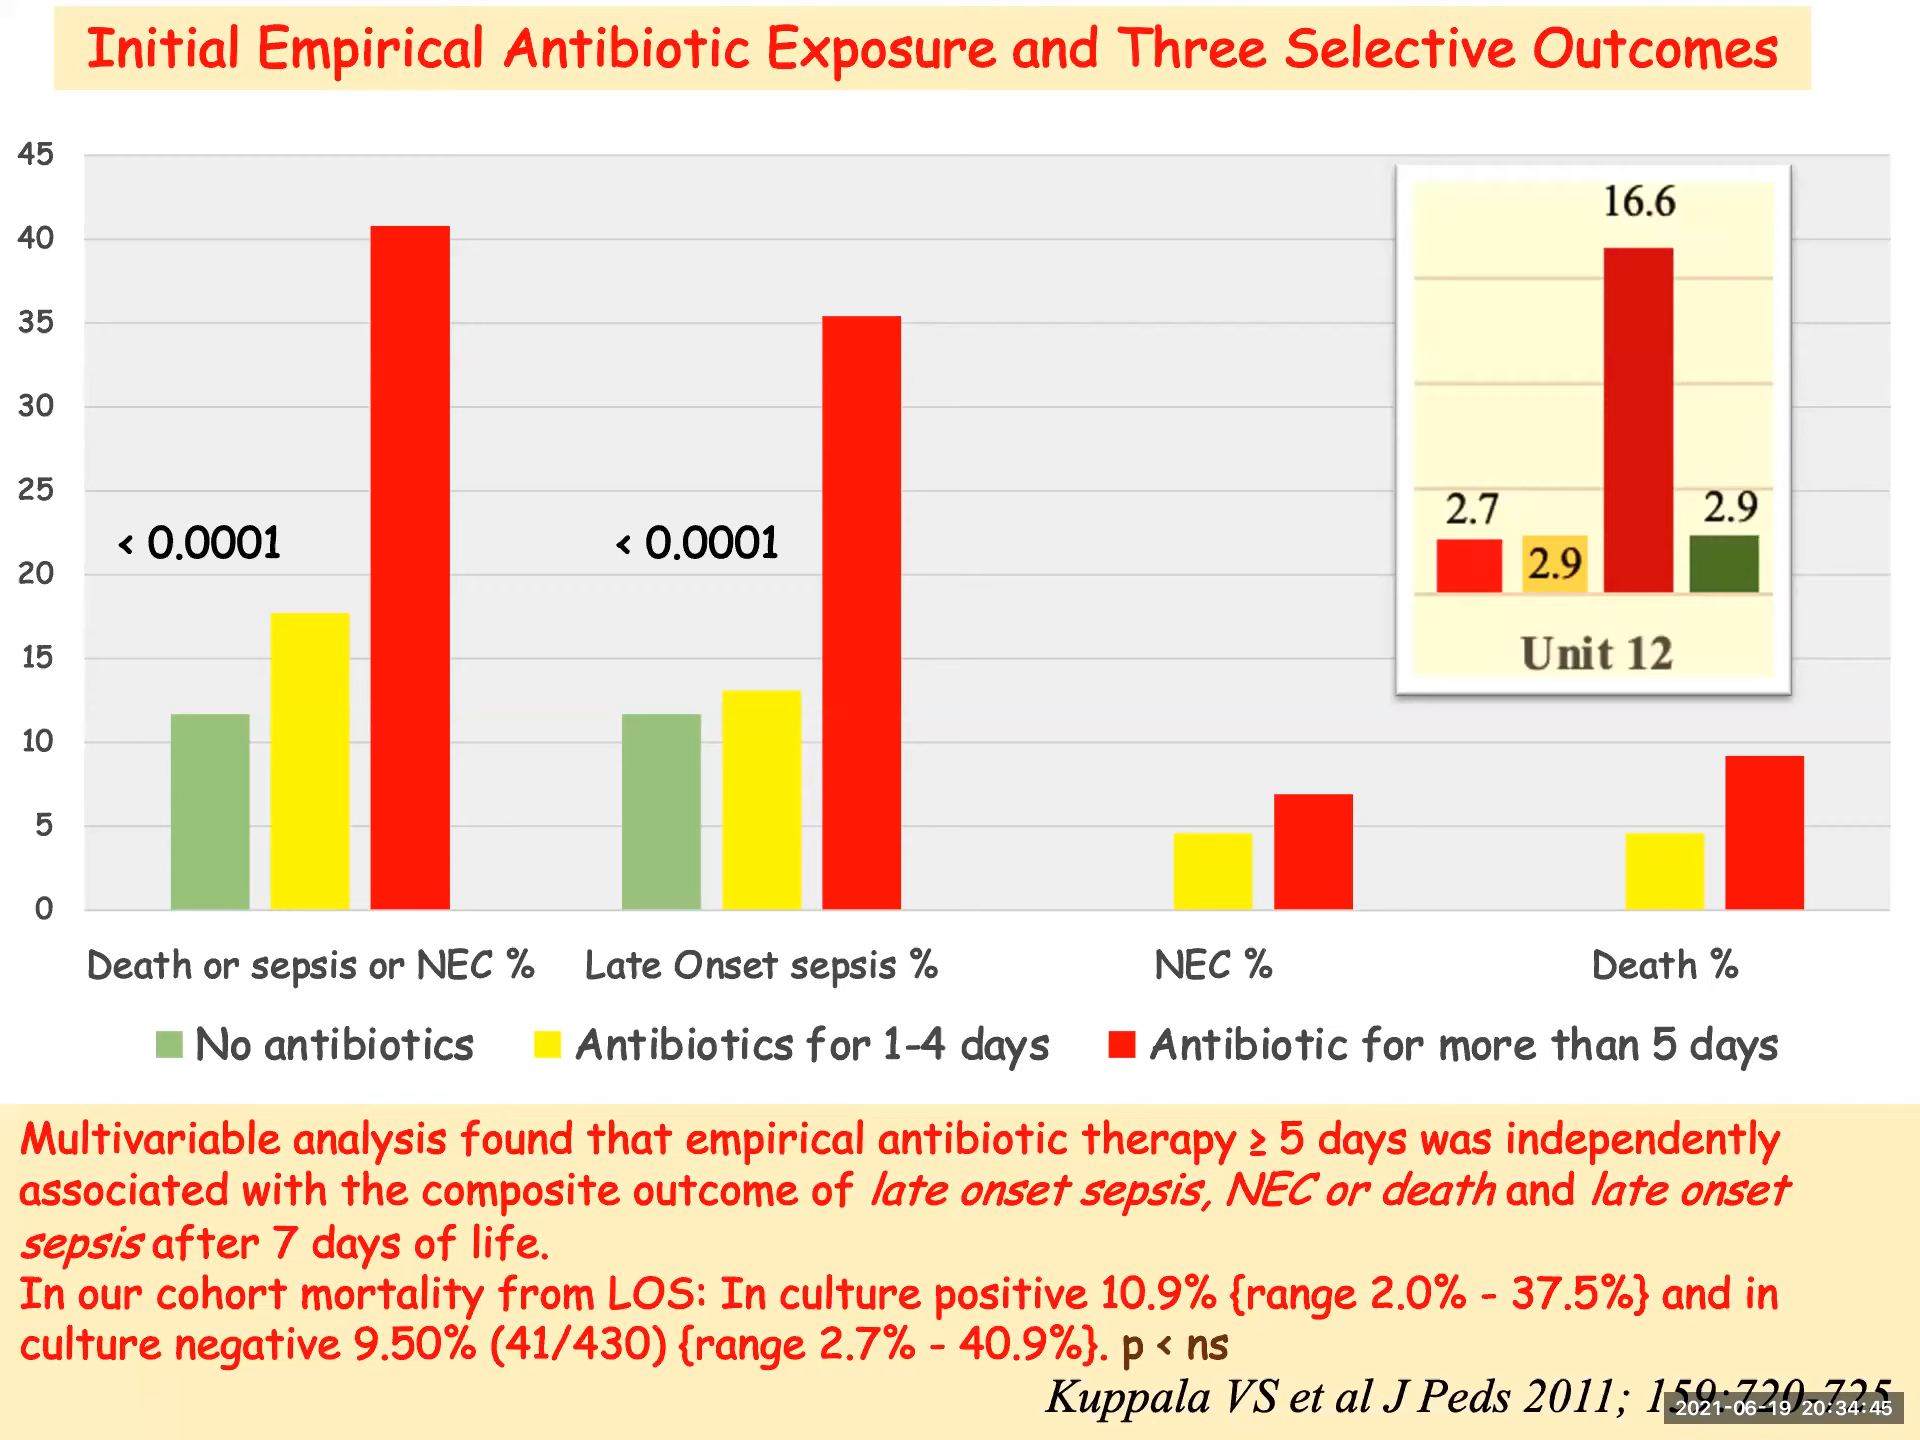 Initial Empirical Antibiotic Exposure and Three Selective Outcomes
45
40
35
30
25
20
15
10
5
0
< 0.0001
< 0.0001
16.6
2.7
2.9
2.9
Unit 12
Death or sepsis or NEC %
Late Onset sepsis %
NEC %
Death %
No antibiotics
Antibiotics for 1-4 days
Antibiotic for more than 5 days
Multivariable analysis found that empirical antibiotic therapy ≥ 5 days was independently
associated with the composite outcome of late onset sepsis, NEC or death and late onset
sepsis after 7 days of life.
In our cohort mortality from LOS: In culture positive 10.9% {range 2.0% - 37.5%} and in
culture negative 9.50% (41/430) {range 2.7% - 40.9%}. p < ns
Kuppala VS et al J Peds 2011; 159:720-725
2021-06-19 20:34:45